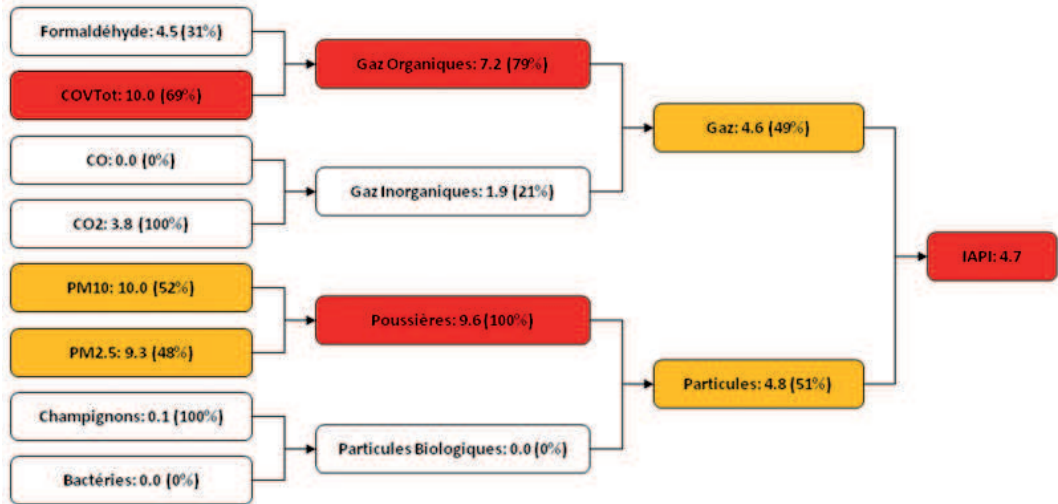 Formaldéhyde: 4.5 (31%)
COVTot: 10.0 (69%)
CO: 0.0 (0%)
CO2: 3.8 (100%)
PM10: 10.0 (52%)
PM2.5: 9.3 (48%)
Champignons: 0.1 (100%)
Bactéries: 0.0 (0%)
Gaz Organiques: 7.2 (79%)
Gaz Inorganiques: 1.9 (21%)
Poussières: 9.6 (100%)
Particules Biologiques: 0.0 (0%)
Gaz: 4.6 (49%)
Particules: 4.8 (51%)
IAPI: 4.7